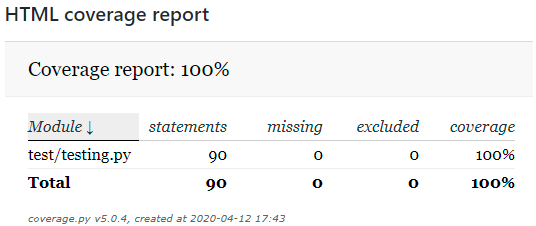 HTML coverage report
Coverage report: 100%
Module ↓ statements missing excluded coverage
test/testing.py 90 0 0 100%
Total 90 0 0 100%
coverage.py v5.0.4, created at 2020-04-12 17:43